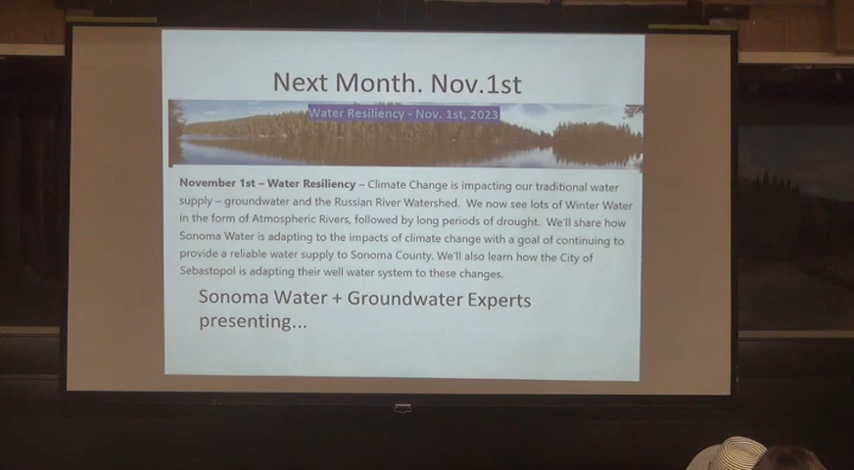 Next Month. Nov.1st
Water Resiliency - Nov. 1st, 2023
November 1st – Water Resiliency – Climate Change is impacting our traditional water
supply – groundwater and the Russian River Watershed. We now see lots of Winter Water
in the form of Atmospheric Rivers, followed by long periods of drought. We'll share how
Sonoma Water is adapting to the impacts of climate change with a goal of continuing to
provide a reliable water supply to Sonoma County. We'll also learn how the City of
Sebastopol is adapting their well water system to these changes.
Sonoma Water + Groundwater Experts
presenting...